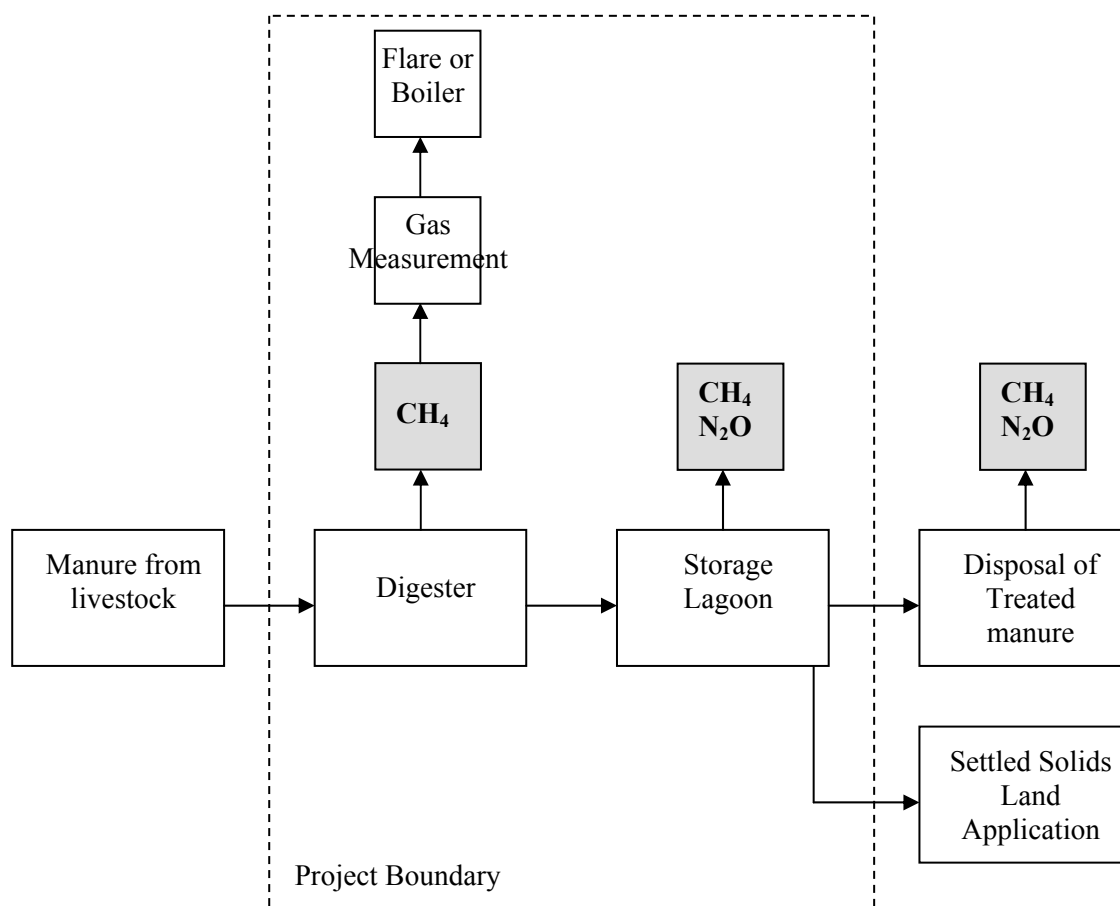 Flare or
Boiler
Gas
Measurement
CH₄
CH₄
N₂O
CH₄
N₂O
Manure from
livestock
Digester
Storage
Lagoon
Disposal of
Treated
manure
Settled Solids
Land
Application
Project Boundary